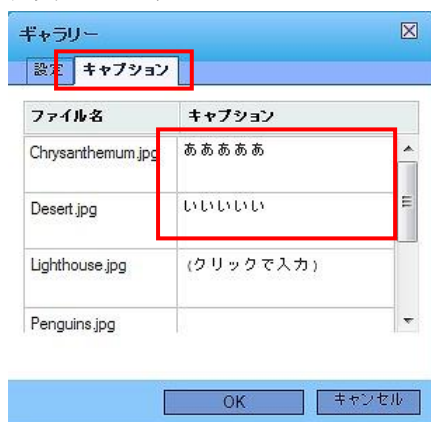 ギャラリー
設定 キャプション
ファイル名 キャプション
Chrysanthemum.jpg あああああ
Desert.jpg いいいいい
Lighthouse.jpg (クリックで入力)
Penguins.jpg
OK キャンセル